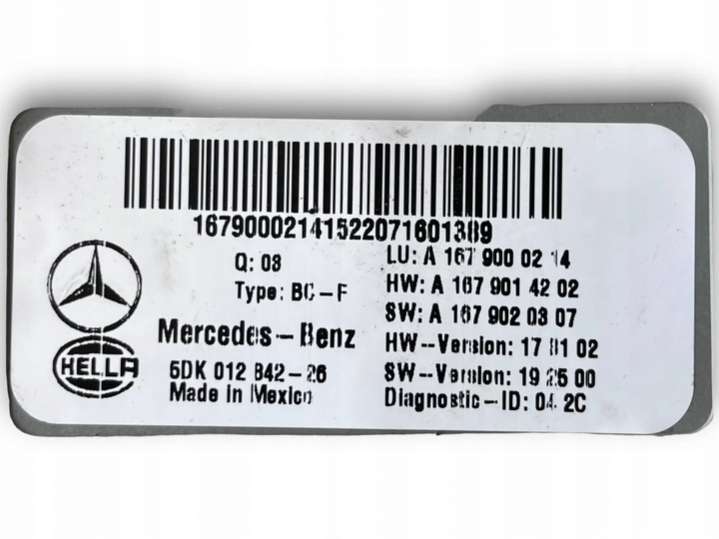 16790002141522071601389
Q: 08
Type: BC-F
Mercedes-Benz
5DK 012 842-26
Made in Mexico
LU: A 167 900 02 14
HW: A 167 901 42 02
SW: A 167 902 03 07
HW-Version: 17 81 02
SW-Version: 19 25 00
Diagnostic-ID: 04 2C
HELLA